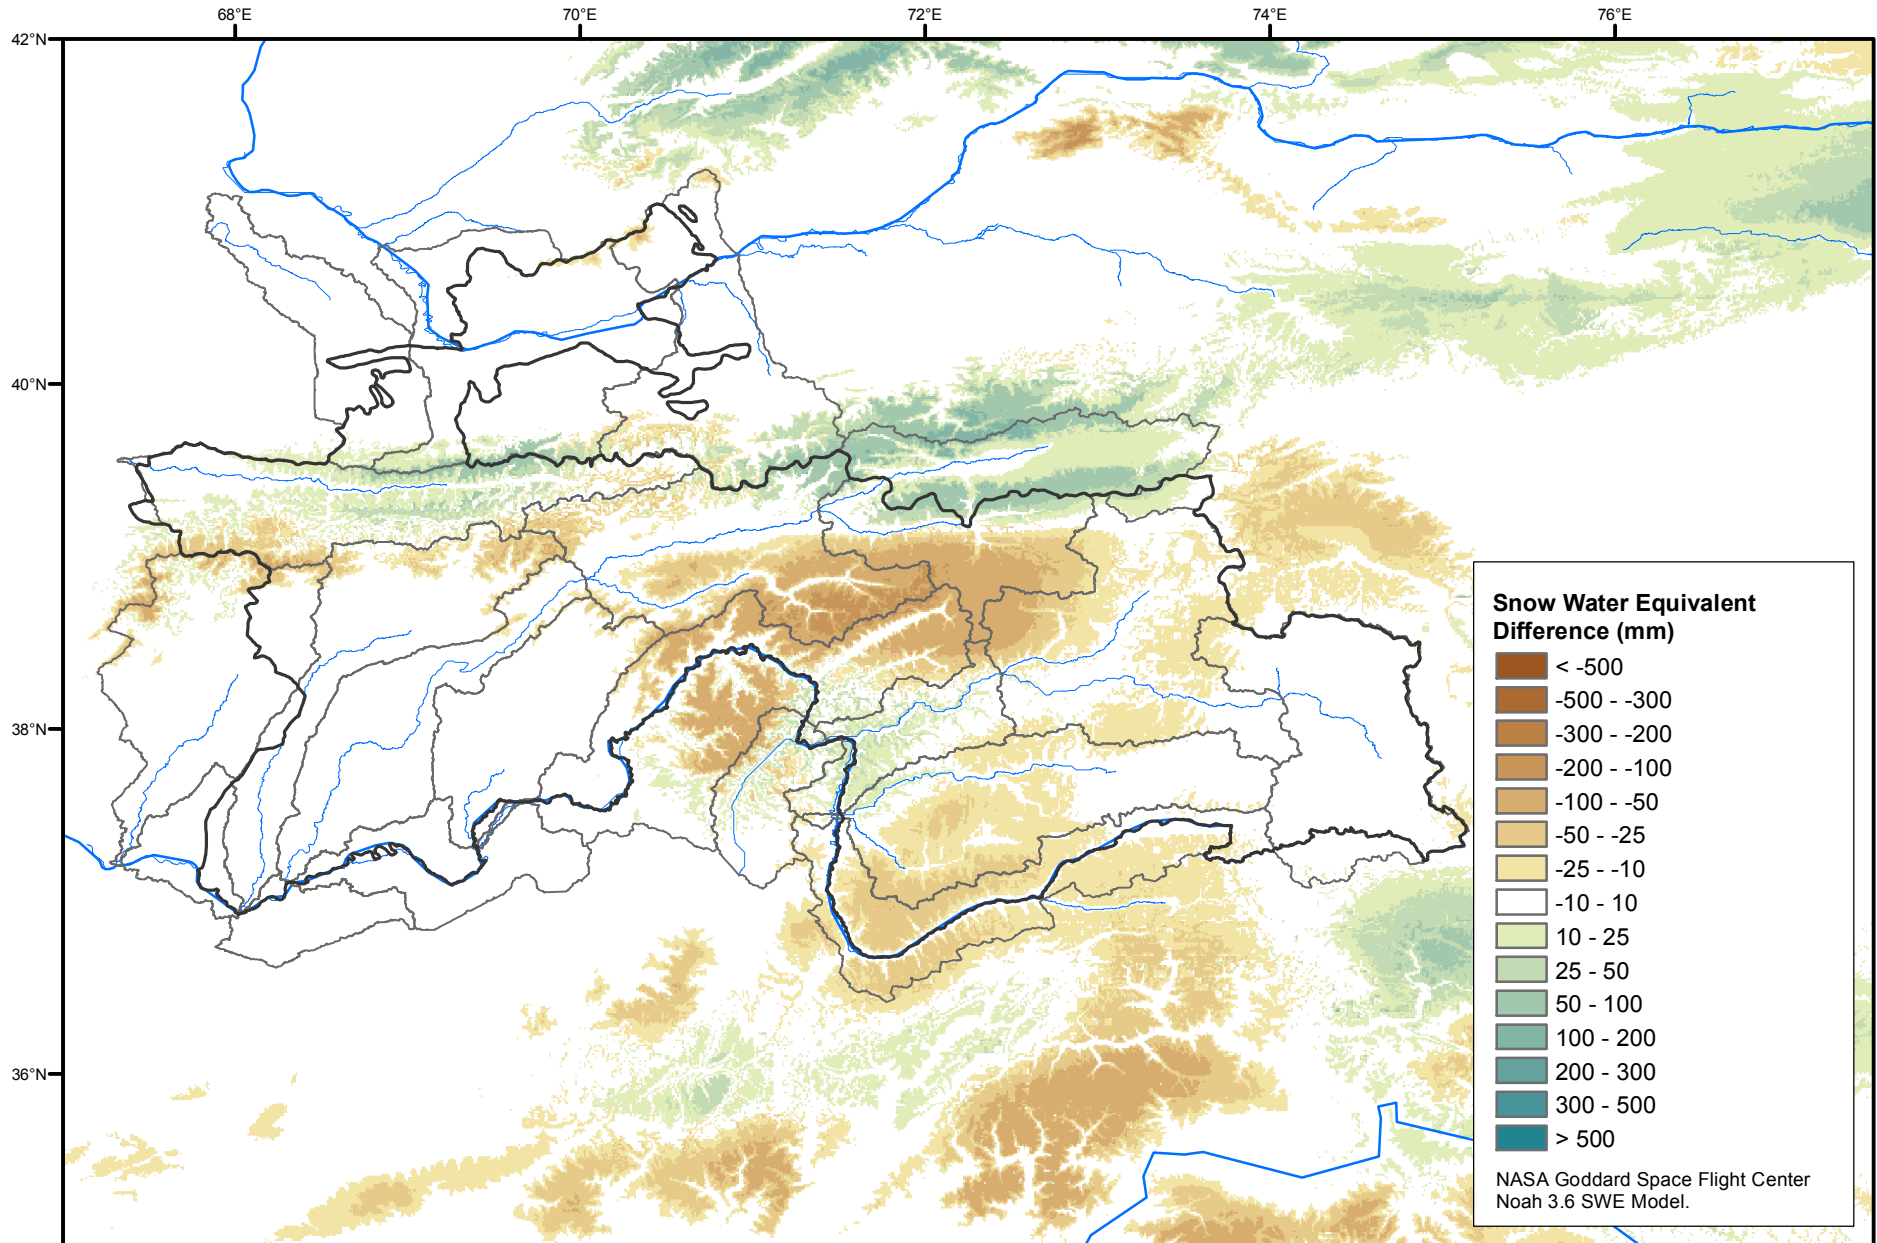 68°E 70°E 72°E 74°E 76°E
42°N
40°N
38°N
36°N
Snow Water Equivalent
Difference (mm)
< -500
-500 - -300
-300 - -200
-200 - -100
-100 - -50
-50 - -25
-25 - -10
-10 - 10
10 - 25
25 - 50
50 - 100
100 - 200
200 - 300
300 - 500
> 500
NASA Goddard Space Flight Center
Noah 3.6 SWE Model.